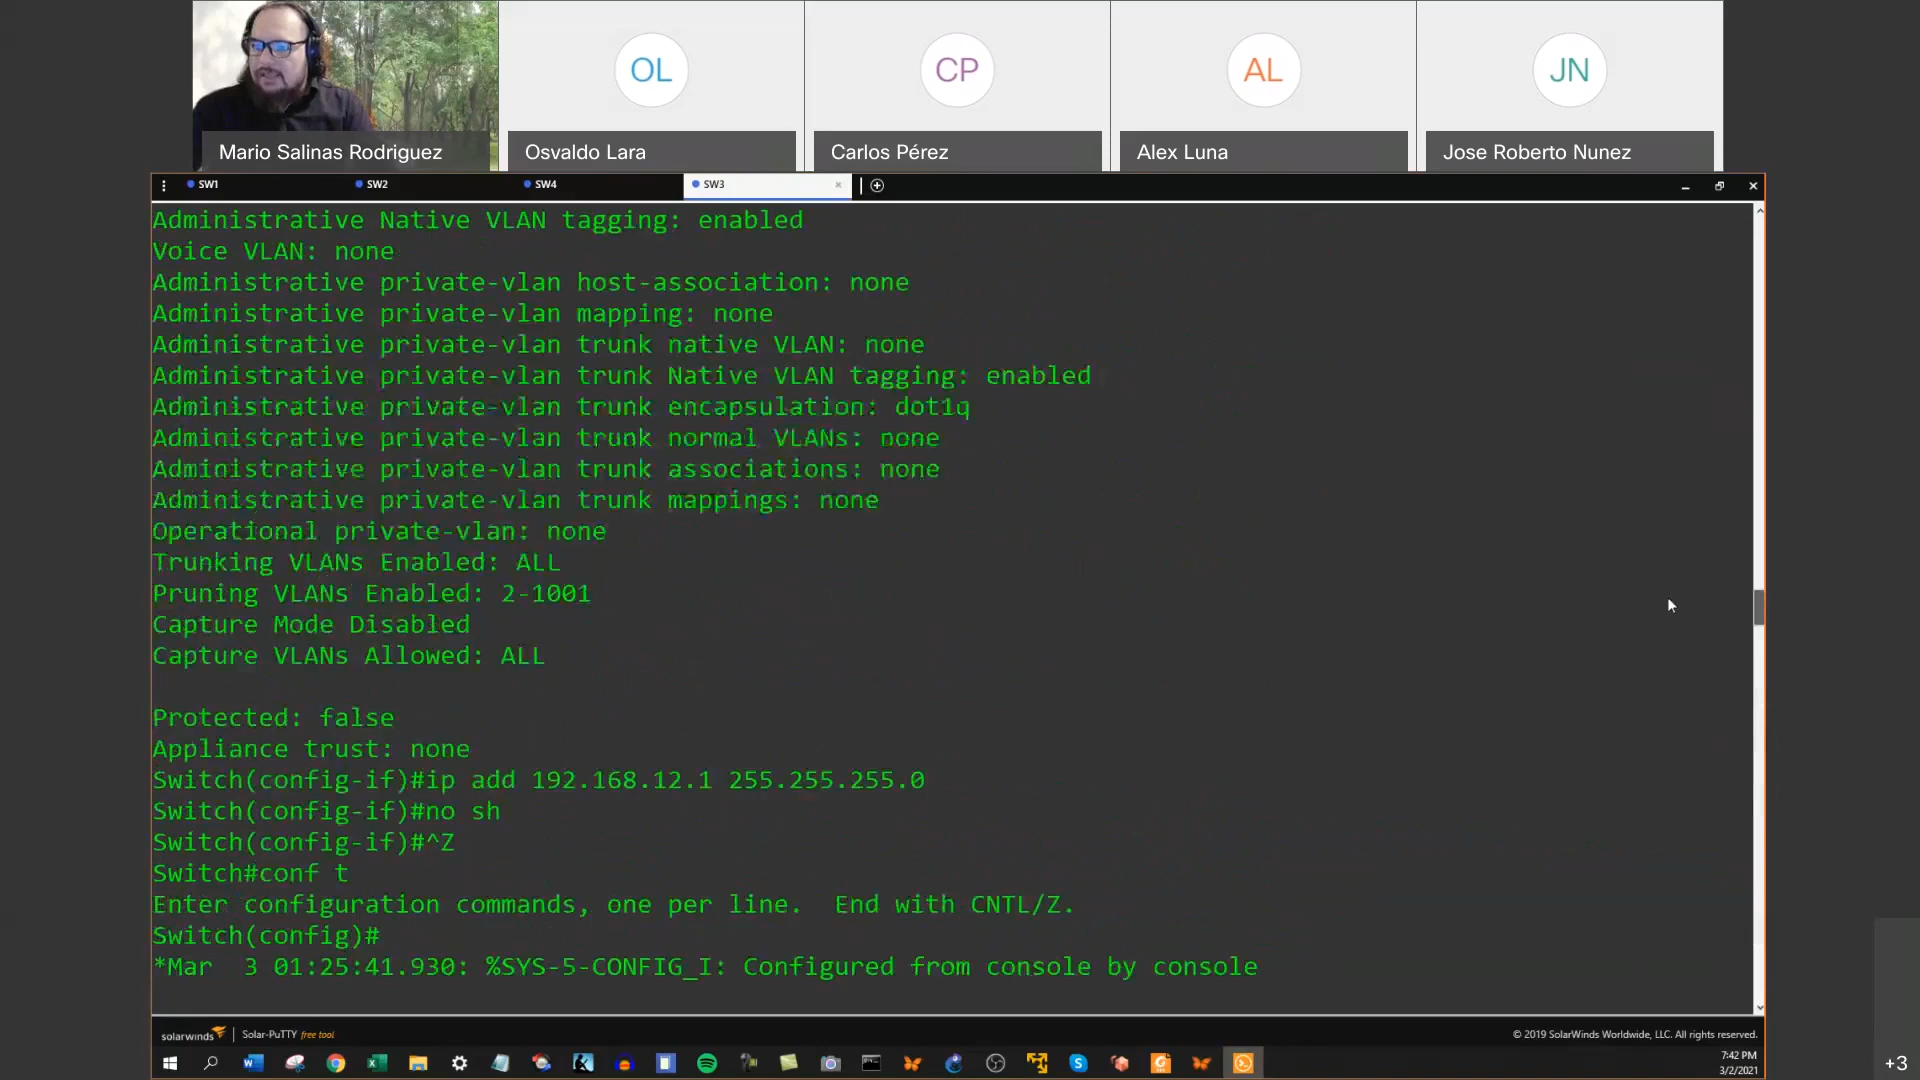 OL
CP
AL
JN
Mario Salinas Rodriguez
Osvaldo Lara
Carlos Pérez
Alex Luna
Jose Roberto Nunez
SW1
SW2
SW4
SW3
Administrative Native VLAN tagging: enabled
Voice VLAN: none
Administrative private-vlan host-association: none
Administrative private-vlan mapping: none
Administrative private-vlan trunk native VLAN: none
Administrative private-vlan trunk Native VLAN tagging: enabled
Administrative private-vlan trunk encapsulation: dot1q
Administrative private-vlan trunk normal VLANs: none
Administrative private-vlan trunk associations: none
Administrative private-vlan trunk mappings: none
Operational private-vlan: none
Trunking VLANs Enabled: ALL
Pruning VLANs Enabled: 2-1001
Capture Mode Disabled
Capture VLANs Allowed: ALL
Protected: false
Appliance trust: none
Switch(config-if)#ip add 192.168.12.1 255.255.255.0
Switch(config-if)#no sh
Switch(config-if)#^Z
Switch#conf t
Enter configuration commands, one per line.  End with CNTL/Z.
Switch(config)#
*Mar  3 01:25:41.930: %SYS-5-CONFIG_I: Configured from console by console
solarwinds
Solar-PuTTY free tool
© 2019 SolarWinds Worldwide, LLC. All rights reserved.
7:42 PM
3/2/2021
+3